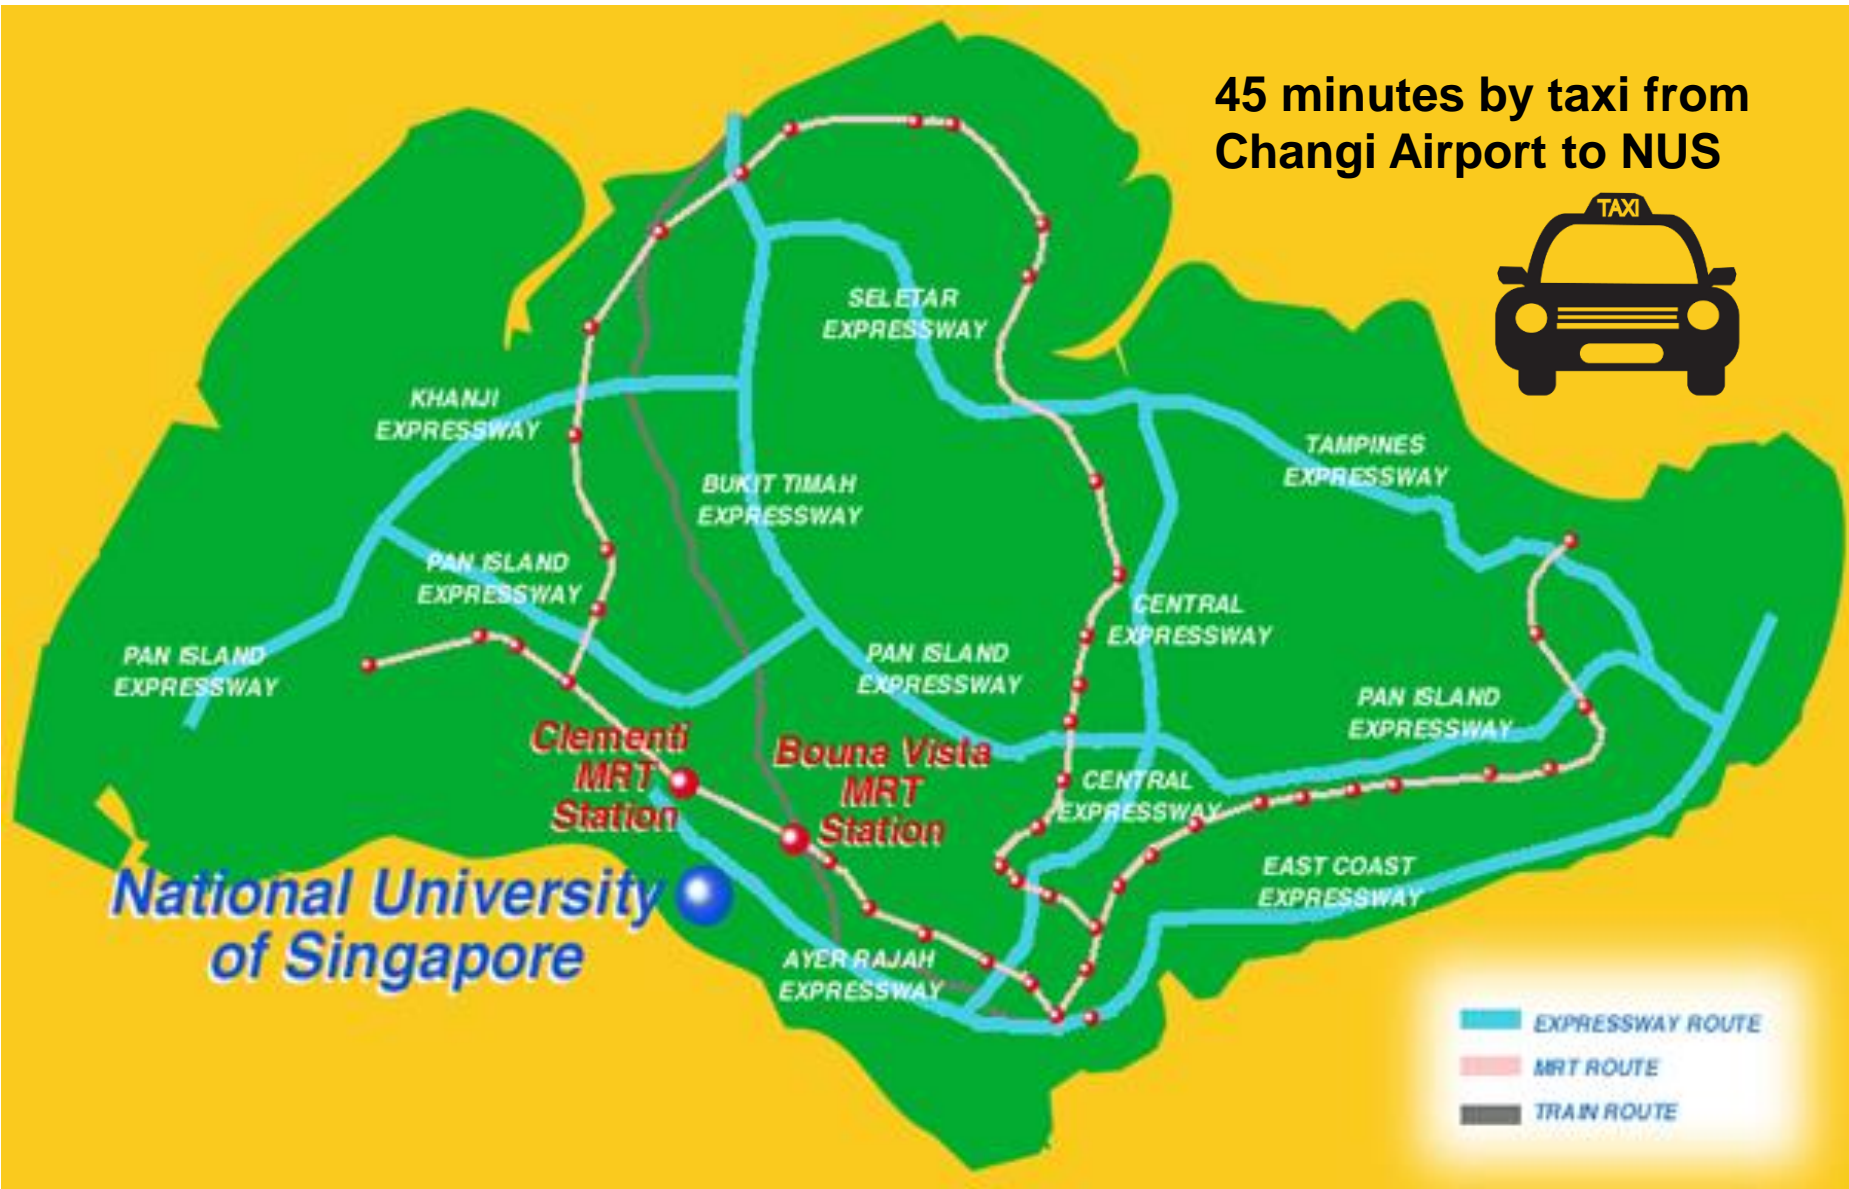 45 minutes by taxi from
Changi Airport to NUS
TAXI
SELETAR
EXPRESSWAY
KHANJI
EXPRESSWAY
TAMPINES
EXPRESSWAY
BUKIT TIMAH
EXPRESSWAY
PAN ISLAND
EXPRESSWAY
CENTRAL
EXPRESSWAY
PAN ISLAND
EXPRESSWAY
PAN ISLAND
EXPRESSWAY
PAN ISLAND
EXPRESSWAY
Clementi
MRT
Station
Bouna Vista
MRT
Station
CENTRAL
EXPRESSWAY
EAST COAST
EXPRESSWAY
National University
of Singapore
AYER RAJAH
EXPRESSWAY
EXPRESSWAY ROUTE
MRT ROUTE
TRAIN ROUTE